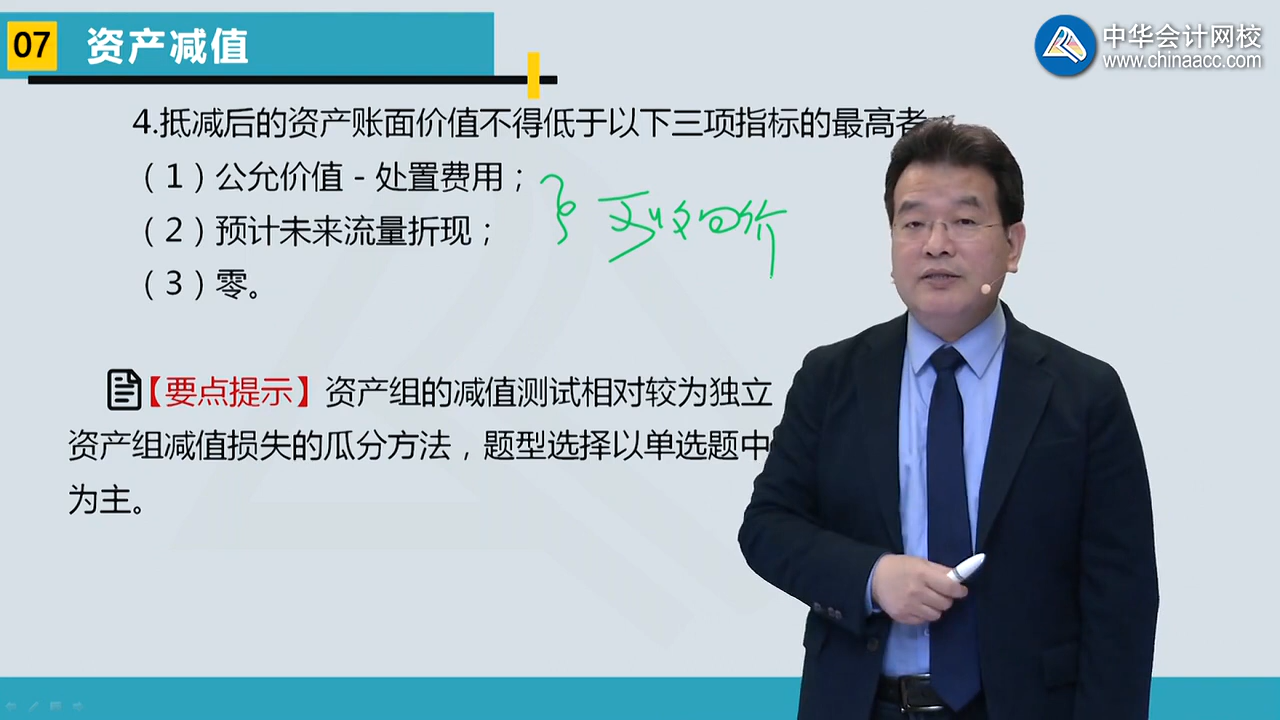 07 资产减值
中华会计网校
www.chinaacc.com
4.抵减后的资产账面价值不得低于以下三项指标的最高者
（1）公允价值－处置费用；
（2）预计未来流量折现；
可收回价
（3）零。
【要点提示】资产组的减值测试相对较为独立
资产组减值损失的瓜分方法，题型选择以单选题中
为主。